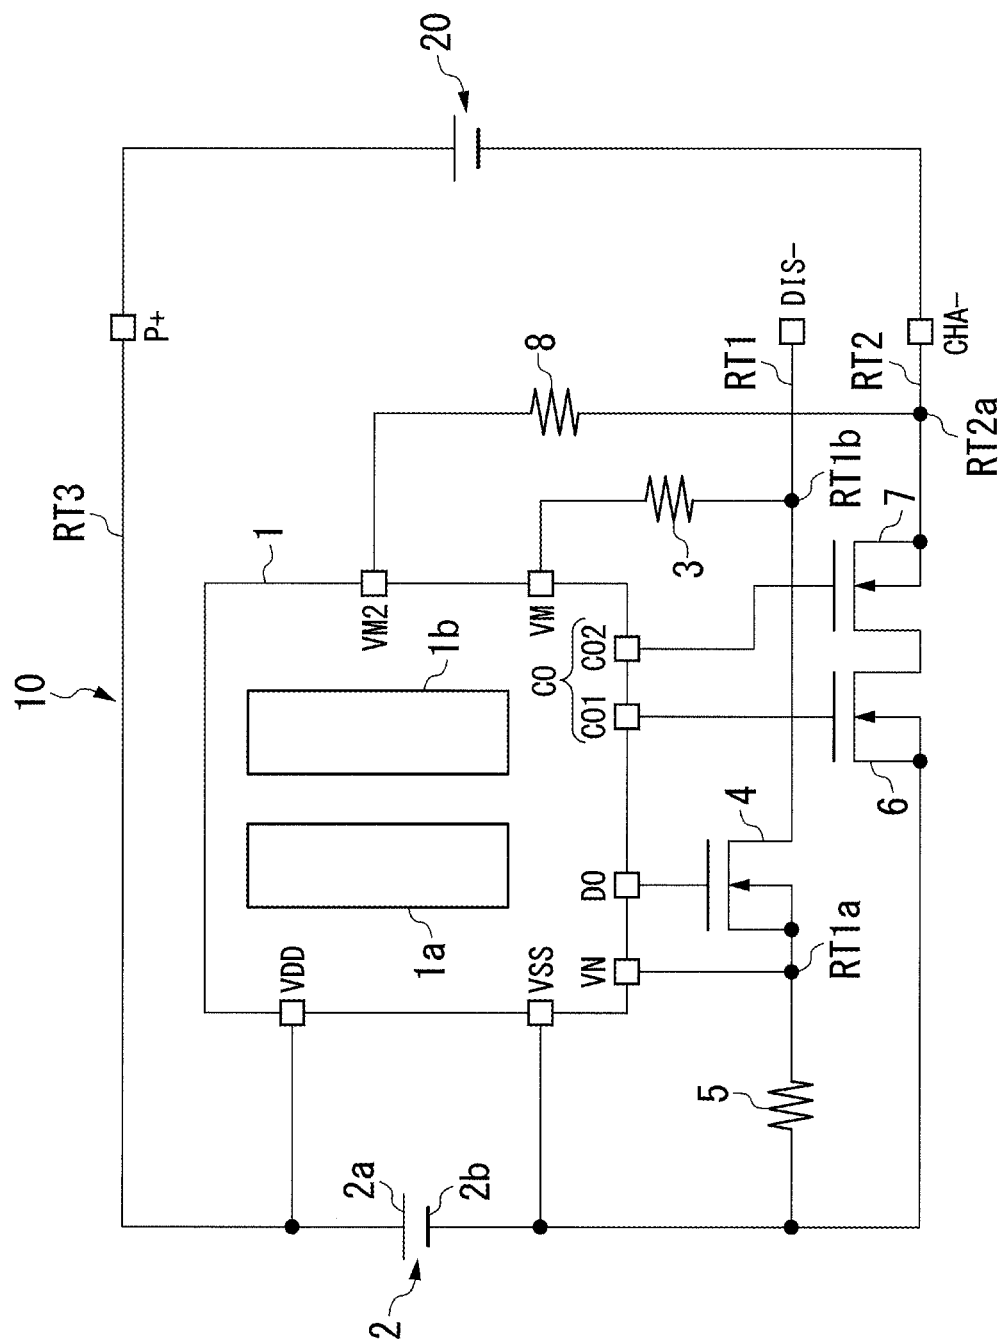 10
RT3
P+
1
VDD
2a
VM2
2
1a
1b
20
2b
VSS
VM
8
CO
VN
DO
CO1
CO2
3
5
4
RT1
DIS-
RT1a
RT1b
RT2
6
7
CHA-
RT2a